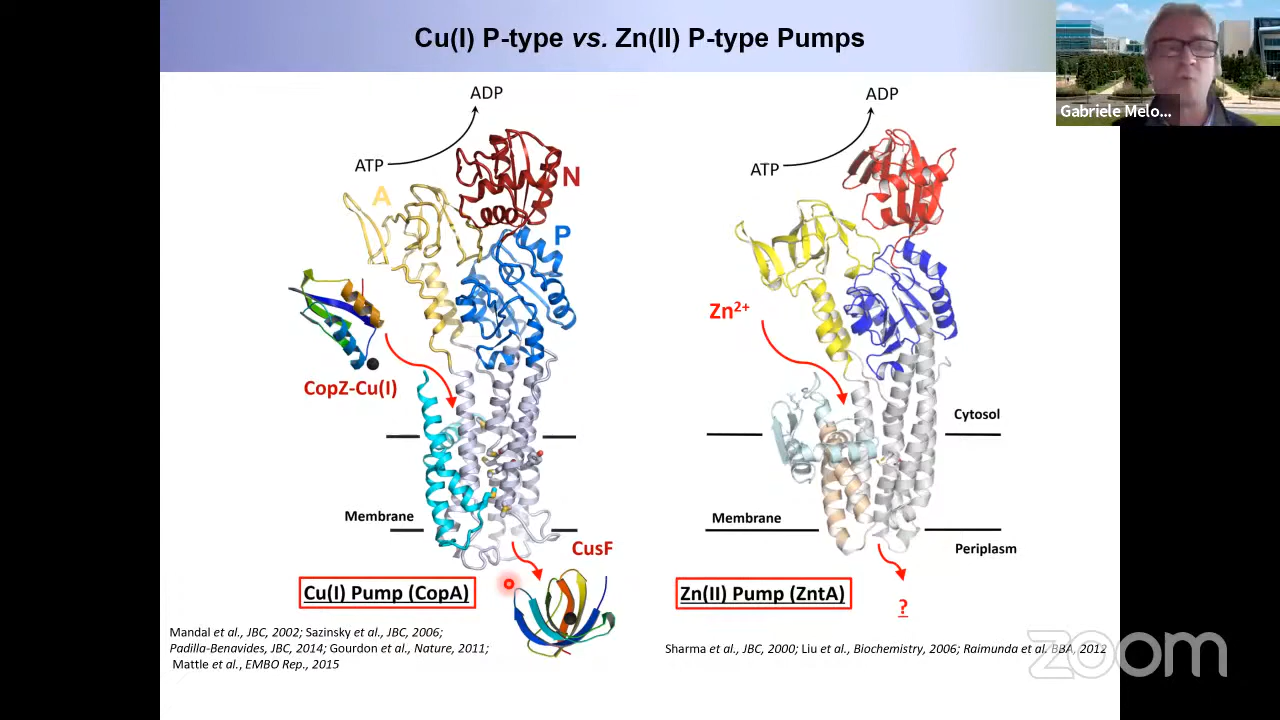 Cu(I) P-type vs. Zn(II) P-type Pumps
Gabriele Melo...
ADP
ATP
A
N
P
CopZ-Cu(I)
Membrane
CusF
Cu(I) Pump (CopA)
Mandal et al., JBC, 2002; Sazinsky et al., JBC, 2006;
Padilla-Benavides, JBC, 2014; Gourdon et al., Nature, 2011;
Mattle et al., EMBO Rep., 2015
ADP
ATP
Zn2+
Cytosol
Membrane
Periplasm
Zn(II) Pump (ZntA)
?
Sharma et al., JBC, 2000; Liu et al., Biochemistry, 2006; Raimunda et al. BBA, 2012
zoom